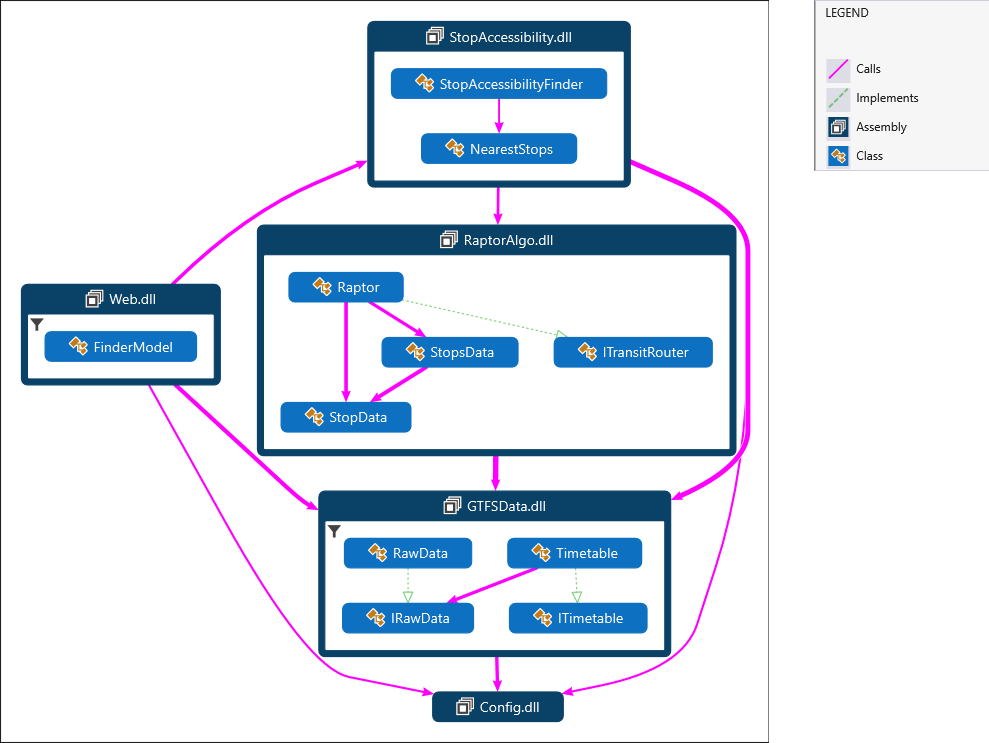 StopAccessibility.dll
StopAccessibilityFinder
NearestStops
RaptorAlgo.dll
Raptor
StopsData
ITransitRouter
StopData
Web.dll
FinderModel
GTFSData.dll
RawData
Timetable
IRawData
ITimetable
Config.dll
LEGEND
Calls
Implements
Assembly
Class